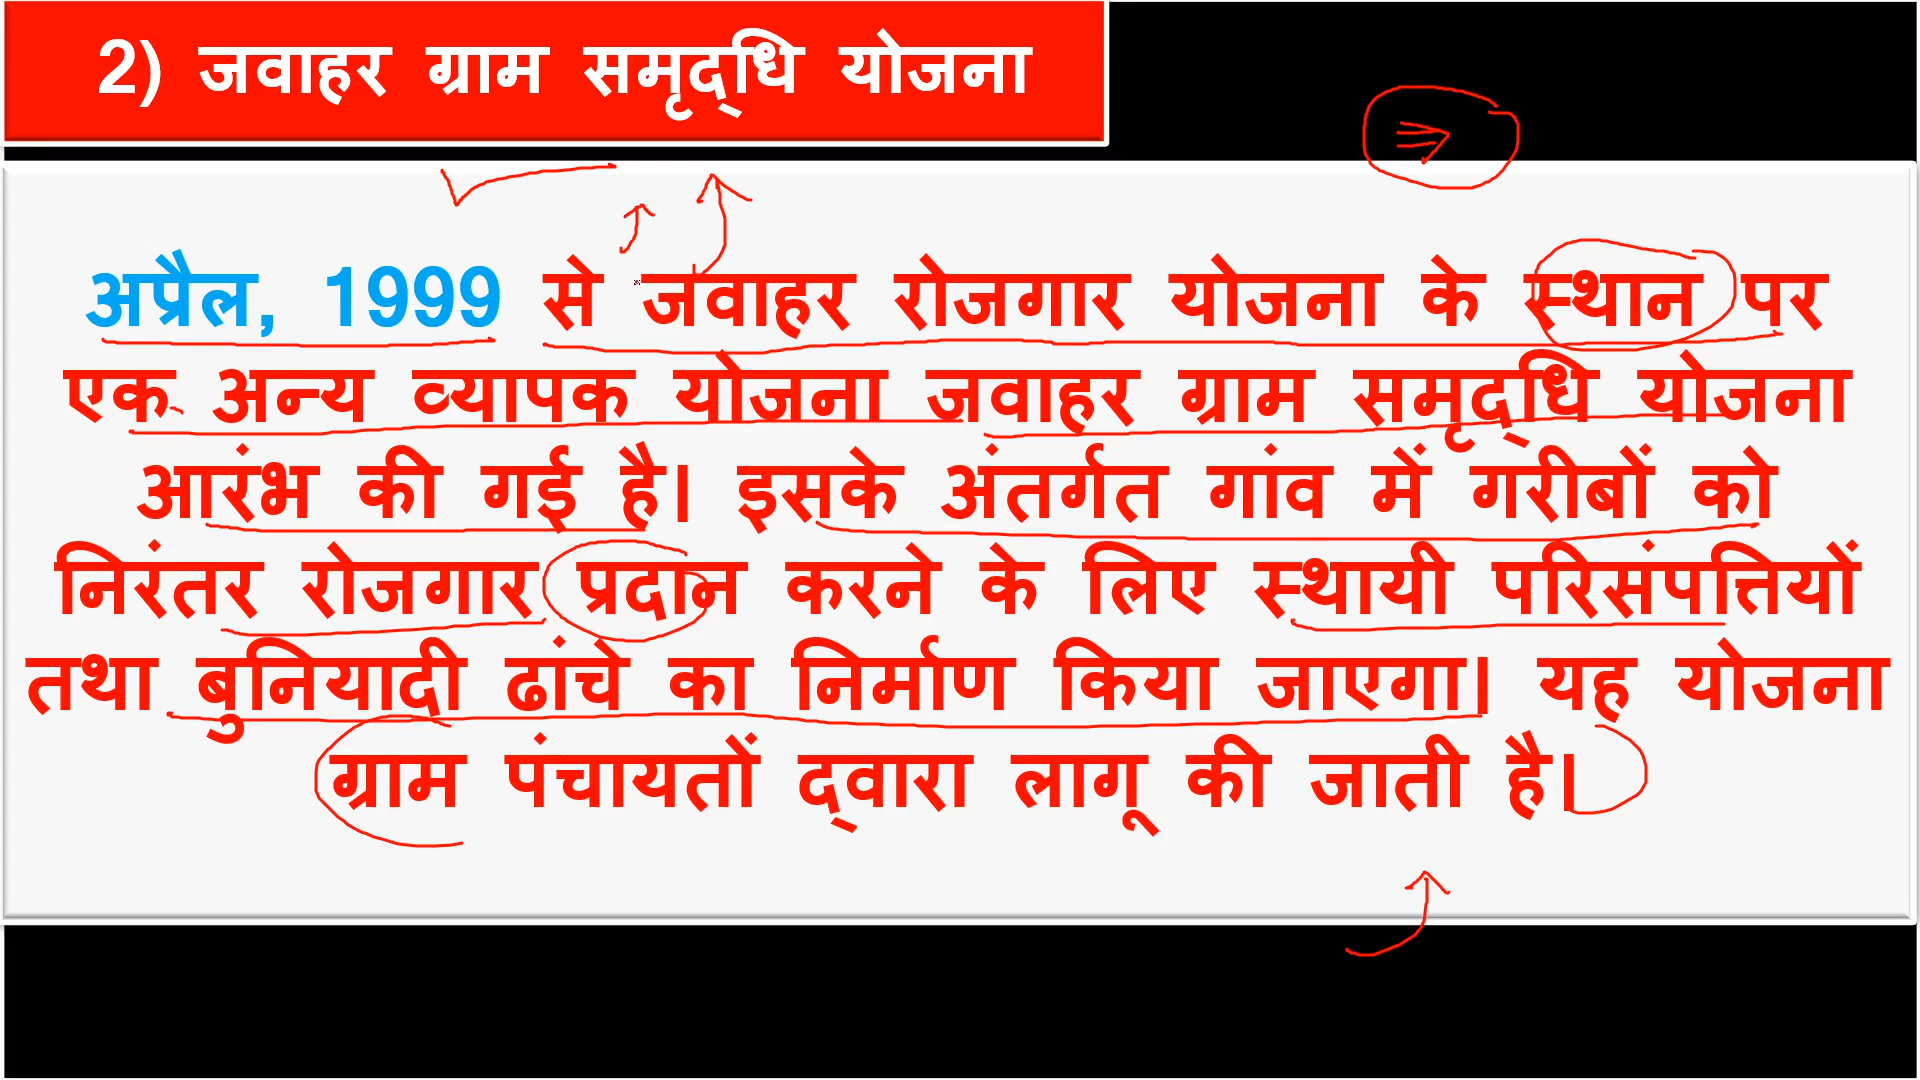 2) जवाहर ग्राम समृद्धि योजना
अप्रैल, 1999 से जवाहर रोजगार योजना के स्थान पर
एक अन्य व्यापक योजना जवाहर ग्राम समृद्धि योजना
आरंभ की गई है। इसके अंतर्गत गांव में गरीबों को
निरंतर रोजगार प्रदान करने के लिए स्थायी परिसंपत्तियों
तथा बुनियादी ढांचे का निर्माण किया जाएगा। यह योजना
ग्राम पंचायतों द्वारा लागू की जाती है।